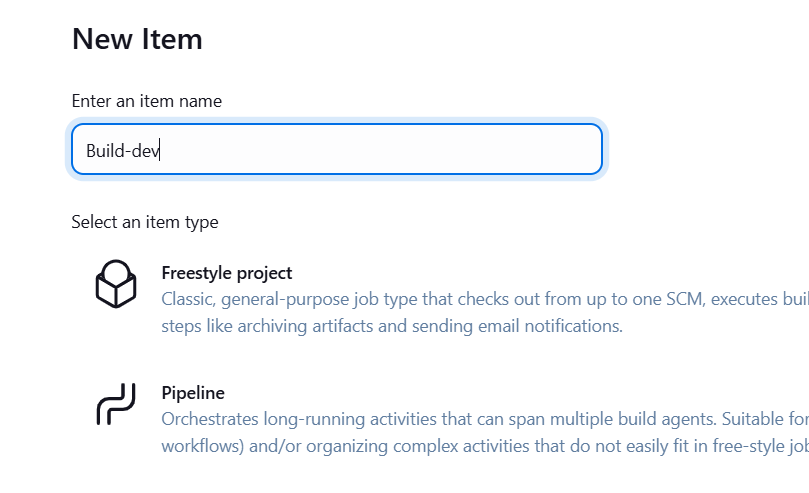 New Item
Enter an item name
Build-dev
Select an item type
Freestyle project
Classic, general-purpose job type that checks out from up to one SCM, executes
steps like archiving artifacts and sending email notifications.
Pipeline
Orchestrates long-running activities that can span multiple build agents. Suitable for
workflows) and/or organizing complex activities that do not easily fit in free-style